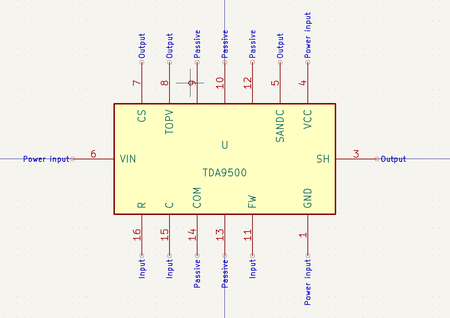 Output
Output
Passive
Passive
Passive
Output
Power input
7
8
9
10
12
5
4
CS
TOPV
SANDC
VCC
Power input
6
VIN
U
TDA9500
SH
3
Output
R
C
COM
FW
GND
16
15
14
13
11
1
Input
Input
Passive
Passive
Input
Power input